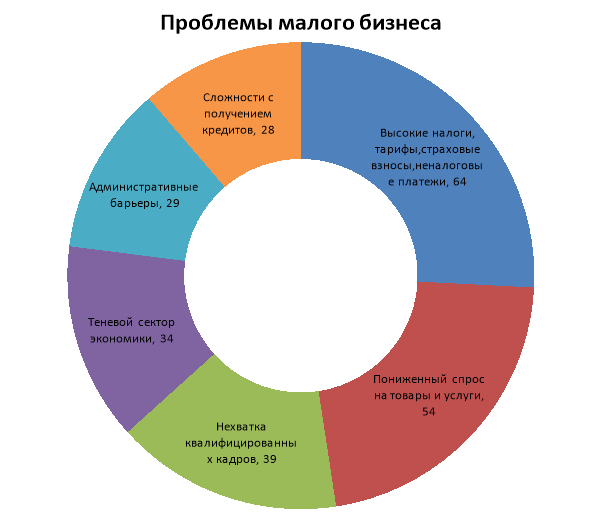 Проблемы малого бизнеса
Сложности с
получением
кредитов, 28
Высокие налоги,
тарифы,страховые
взносы,неналоговы
е платежи, 64
Административные
барьеры, 29
Теневой сектор
экономики, 34
Пониженный спрос
на товары и услуги,
54
Нехватка
квалифицированны
х кадров, 39